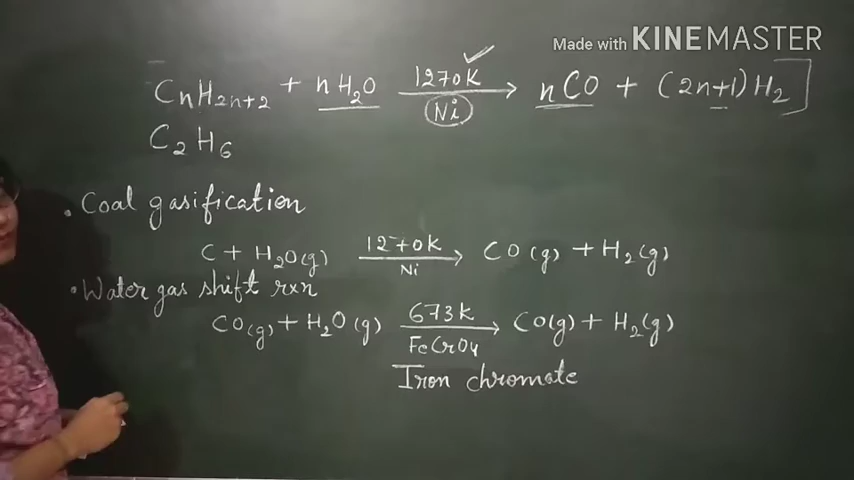 Made with KINEMASTER
CnH2n+2 + nH2O 1270K Ni → nCO + (2n+1)H2
C2H6
• Coal gasification
C + H2O(g) 1270K Ni → CO(g) + H2(g)
• Water gas shift rxn
CO(g) + H2O(g) 673K FeCrO4 → CO(g) + H2(g)
Iron chromate